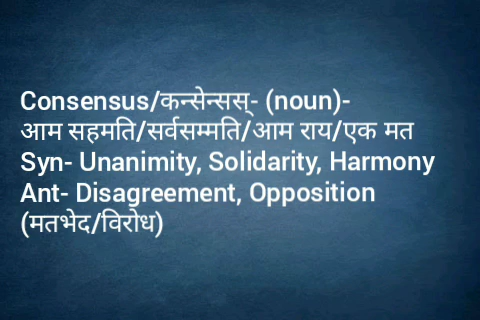 Consensus/कन्सेन्सस्- (noun)-
आम सहमति/सर्वसम्मति/आम राय/एक मत
Syn- Unanimity, Solidarity, Harmony
Ant- Disagreement, Opposition
(मतभेद/विरोध)